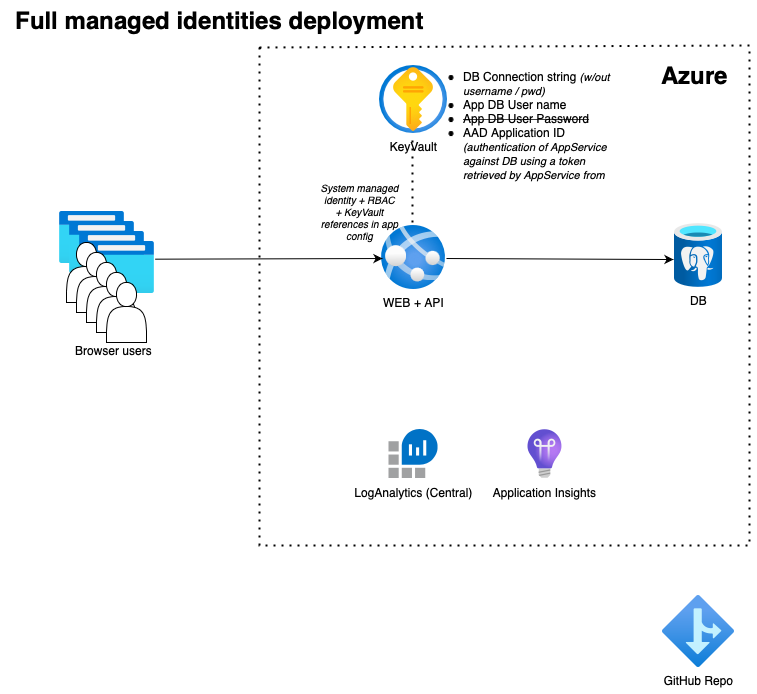 Full managed identities deployment
Azure
• DB Connection string (w/out
username / pwd)
• App DB User name
• App DB User Password
• AAD Application ID
(authentication of AppService
against DB using a token
retrieved by AppService from
KeyVault
System managed
identity + RBAC
+ KeyVault
references in app
config
WEB + API
DB
Browser users
LogAnalytics (Central)
Application Insights
GitHub Repo